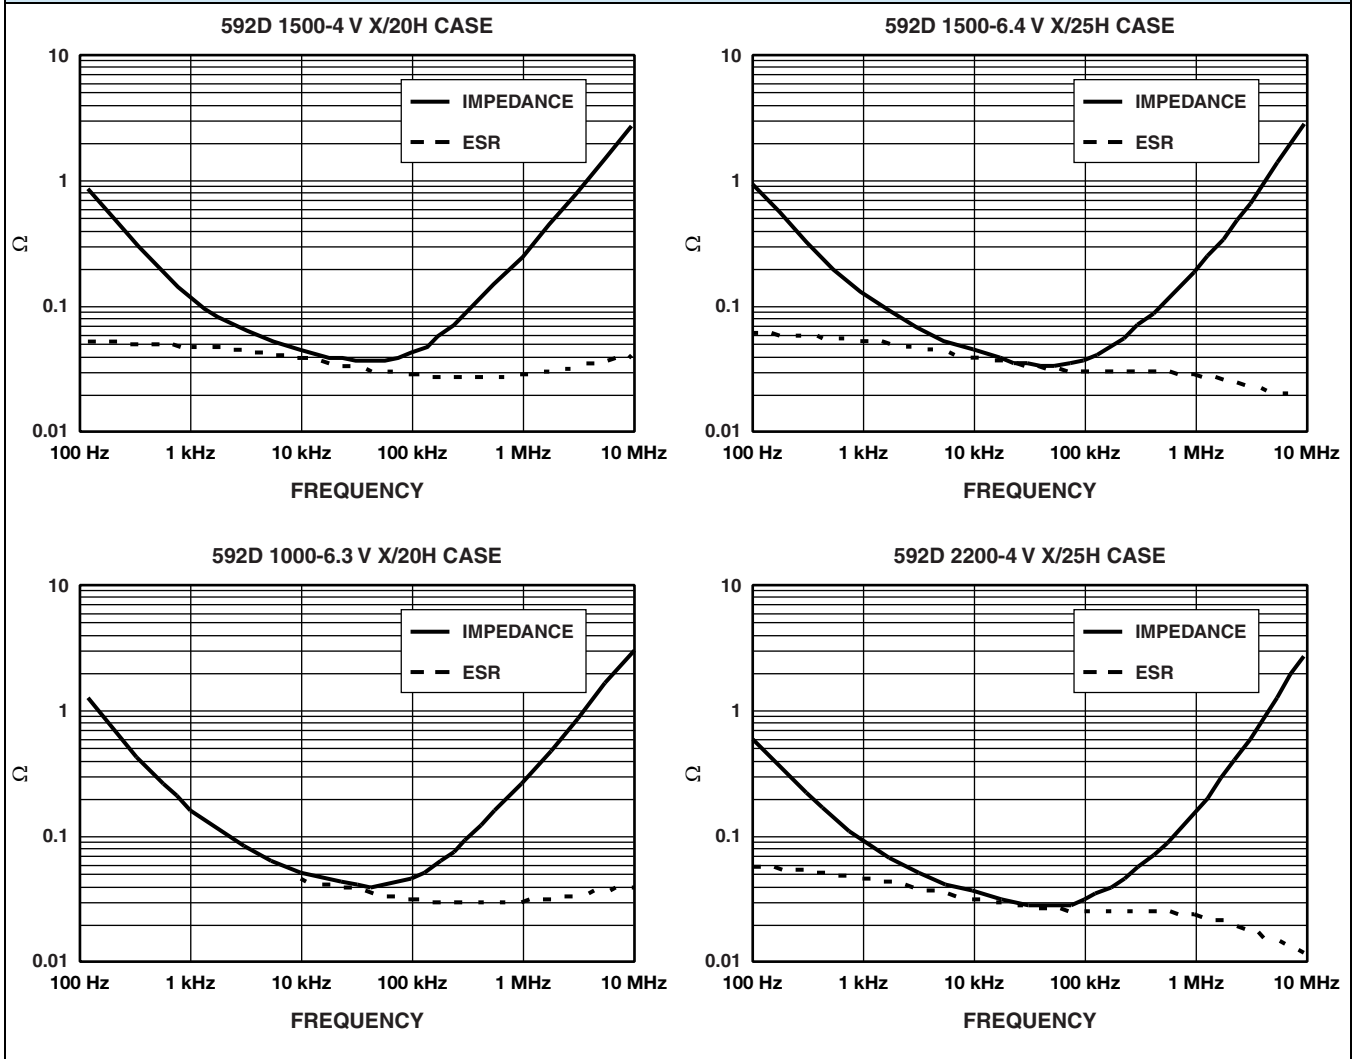 592D 1500-4 V X/20H CASE
10
1
0.1
0.01
Ω
IMPEDANCE
ESR
100 Hz 1 kHz 10 kHz 100 kHz 1 MHz 10 MHz
FREQUENCY
592D 1500-6.4 V X/25H CASE
10
1
0.1
0.01
Ω
IMPEDANCE
ESR
100 Hz 1 kHz 10 kHz 100 kHz 1 MHz 10 MHz
FREQUENCY
592D 1000-6.3 V X/20H CASE
10
1
0.1
0.01
Ω
IMPEDANCE
ESR
100 Hz 1 kHz 10 kHz 100 kHz 1 MHz 10 MHz
FREQUENCY
592D 2200-4 V X/25H CASE
10
1
0.1
0.01
Ω
IMPEDANCE
ESR
100 Hz 1 kHz 10 kHz 100 kHz 1 MHz 10 MHz
FREQUENCY